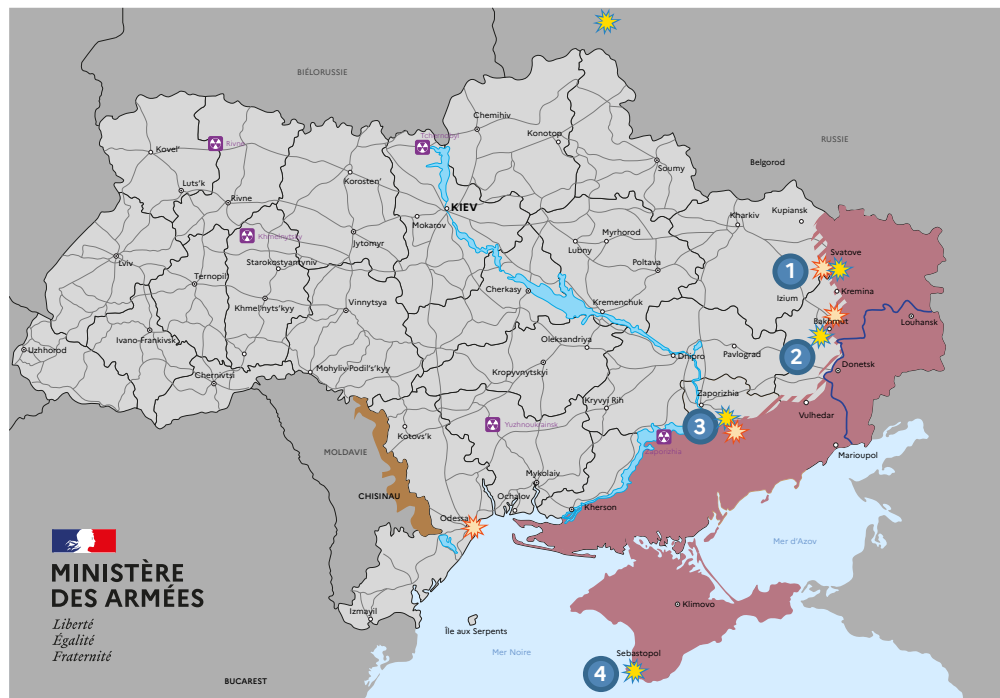 BIÉLORUSSIE
RUSSIE
Chemihiv
Tchernobyl
Konotop
Rivne
Kovel'
Soumy
Belgorod
Korosten'
Luts'k
Rivne
KIEV
Mokarov
Kharkiv
Kupiansk
Khmelnytsky
Jytomyr
Myrhorod
Lubny
Lviv
Starokostyantyniv
Poltava
Svatove
1
Ternopil
Cherkasy
Izium
Kremina
Khmel'nyts'kyy
Vinnytsya
Kremenchuk
Bakhmut
Louhansk
Ivano-Frankivsk
Oleksandriya
Uzhhorod
Dnipro
Pavlograd
2
Donetsk
Chernivtsi
Mohyliv-Podil's'kyy
Kropyvnytskyi
Zaporizhia
Kryvyi Rih
Vulhedar
3
Yuzhnoukrainsk
Kotovs'k
Zaporizhia
Marioupol
MOLDAVIE
Mykolaiv
CHISINAU
Ochalov
Kherson
Odessa
Mer d'Azov
MINISTÈRE
DES ARMÉES
Liberté
Égalité
Fraternité
Klimovo
Izmayil
Île aux Serpents
Mer Noire
Sebastopol
4
BUCAREST